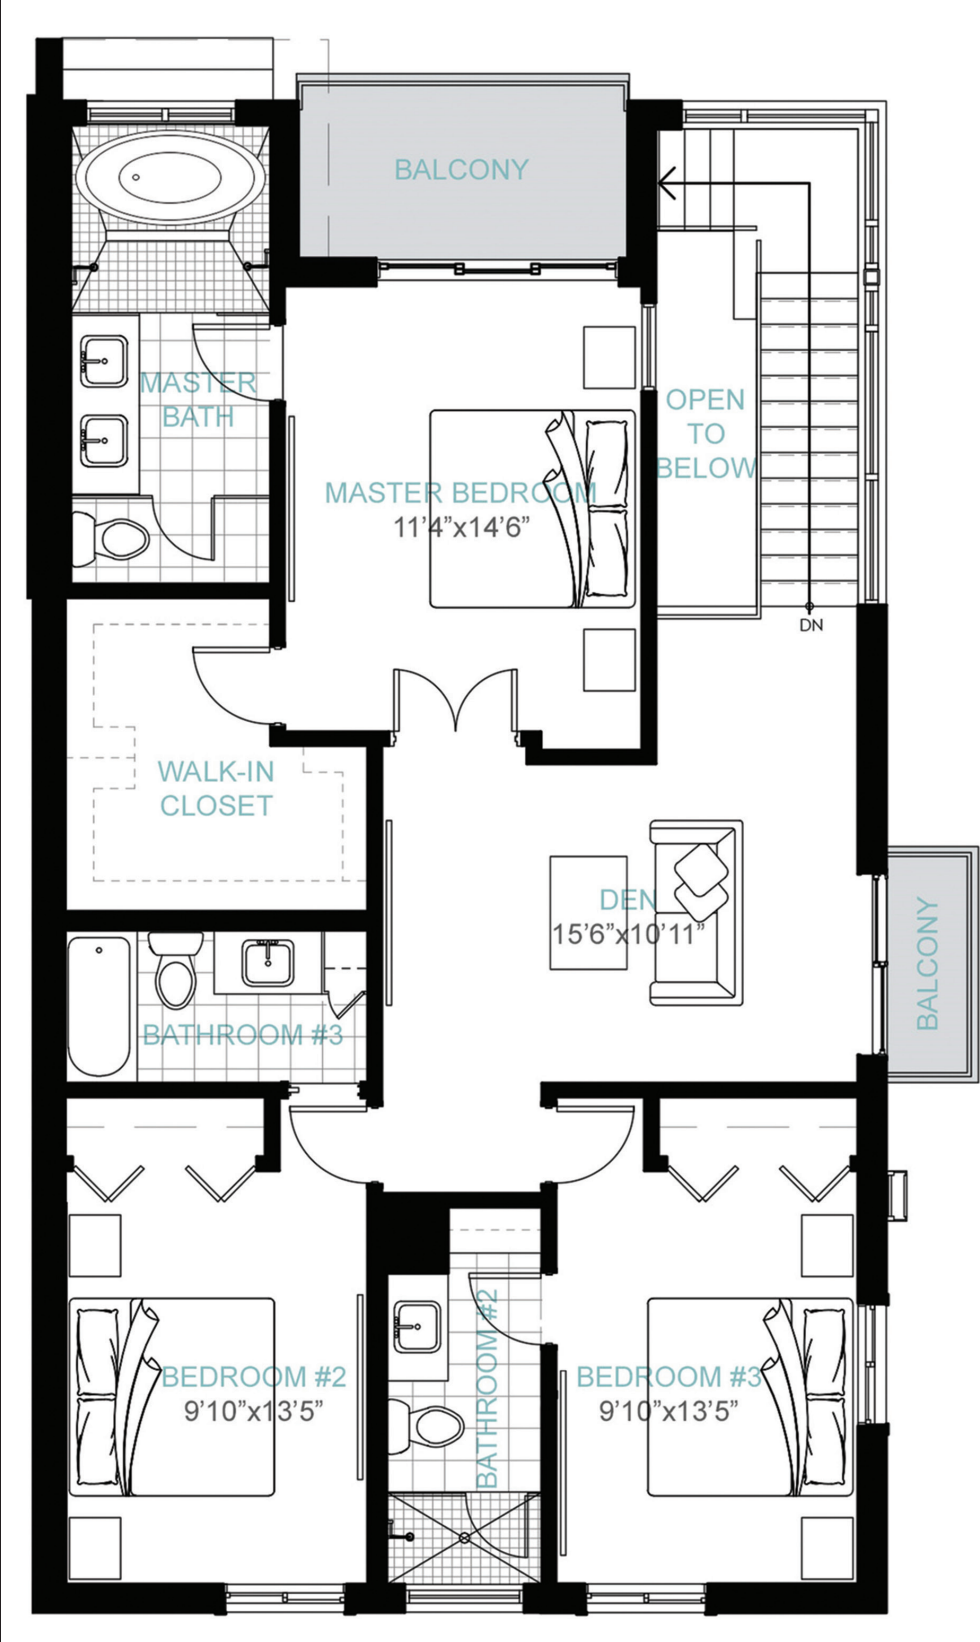 BALCONY
MASTER
BATH
OPEN
TO
BELOW
MASTER BEDROOM
11’4”x14’6”
DN
WALK-IN
CLOSET
DEN
15’6”x10’11”
BALCONY
BATHROOM #3
BATHROOM #2
BEDROOM #2
9’10”x13’5”
BEDROOM #3
9’10”x13’5”